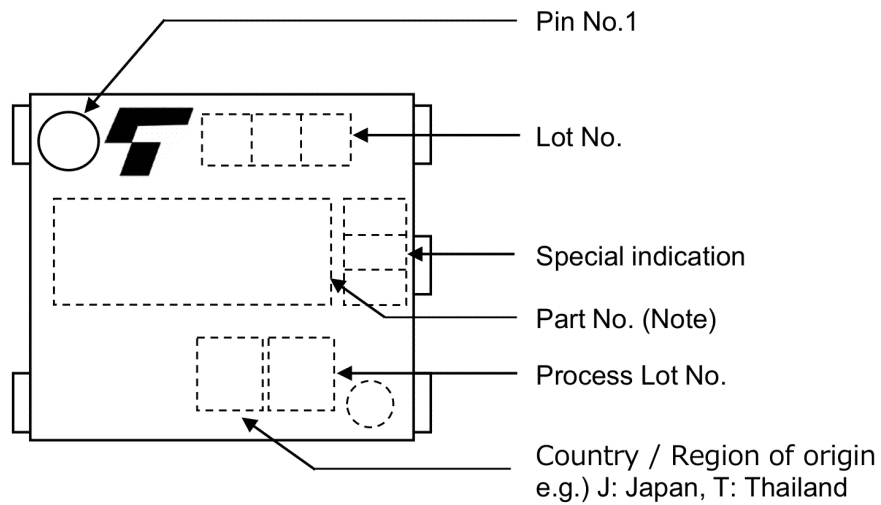 Pin No.1
Lot No.
Special indication
Part No. (Note)
Process Lot No.
Country / Region of origin
e.g.) J: Japan, T: Thailand